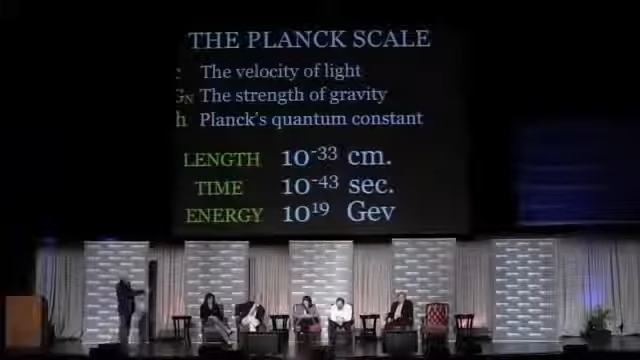 THE PLANCK SCALE
c The velocity of light
GN The strength of gravity
h Planck's quantum constant
LENGTH 10⁻³³ cm.
TIME 10⁻⁴³ sec.
ENERGY 10¹⁹ Gev